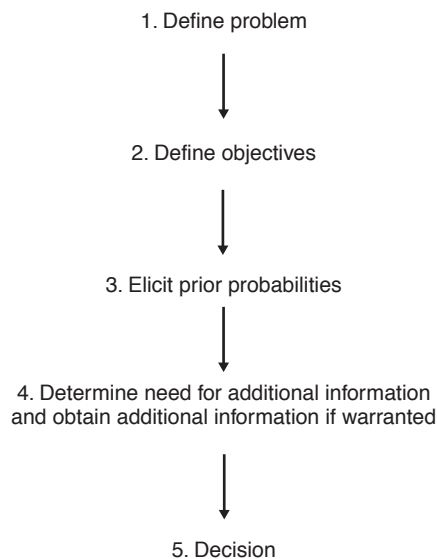 1. Define problem
2. Define objectives
3. Elicit prior probabilities
4. Determine need for additional information
and obtain additional information if warranted
5. Decision